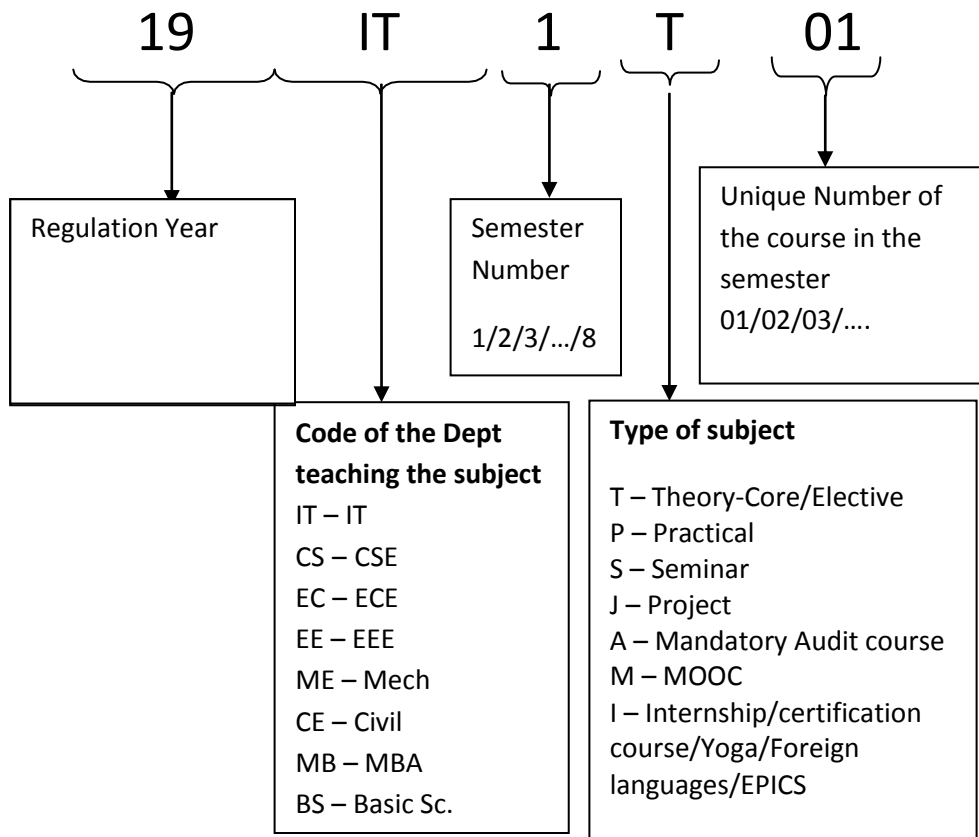 19 IT 1 T 01
Regulation Year
Semester
Number
1/2/3/…/8
Unique Number of
the course in the
semester
01/02/03/….
Code of the Dept
teaching the subject
IT – IT
CS – CSE
EC – ECE
EE – EEE
ME – Mech
CE – Civil
MB – MBA
BS – Basic Sc.
Type of subject
T – Theory-Core/Elective
P – Practical
S – Seminar
J – Project
A – Mandatory Audit course
M – MOOC
I – Internship/certification
course/Yoga/Foreign
languages/EPICS